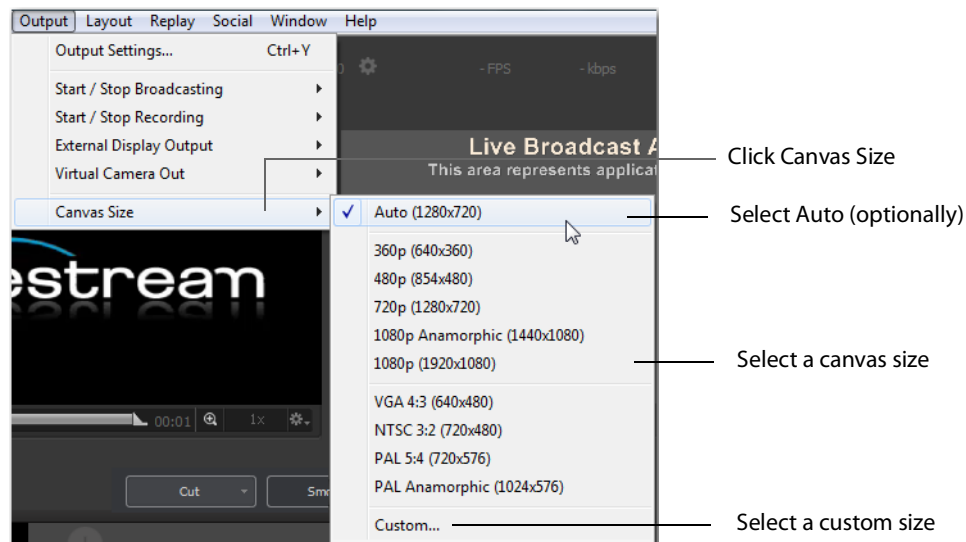 Output Layout Replay Social Window Help
Output Settings... Ctrl+Y
- FPS - kbps
Start / Stop Broadcasting
Start / Stop Recording
External Display Output
Live Broadcast A
Click Canvas Size
Virtual Camera Out
This area represents applicat
Canvas Size
Auto (1280x720)
Select Auto (optionally)
360p (640x360)
480p (854x480)
estream
720p (1280x720)
1080p Anamorphic (1440x1080)
1080p (1920x1080)
Select a canvas size
VGA 4:3 (640x480)
00:01 1x
NTSC 3:2 (720x480)
PAL 5:4 (720x576)
PAL Anamorphic (1024x576)
Cut Smo
Custom...
Select a custom size